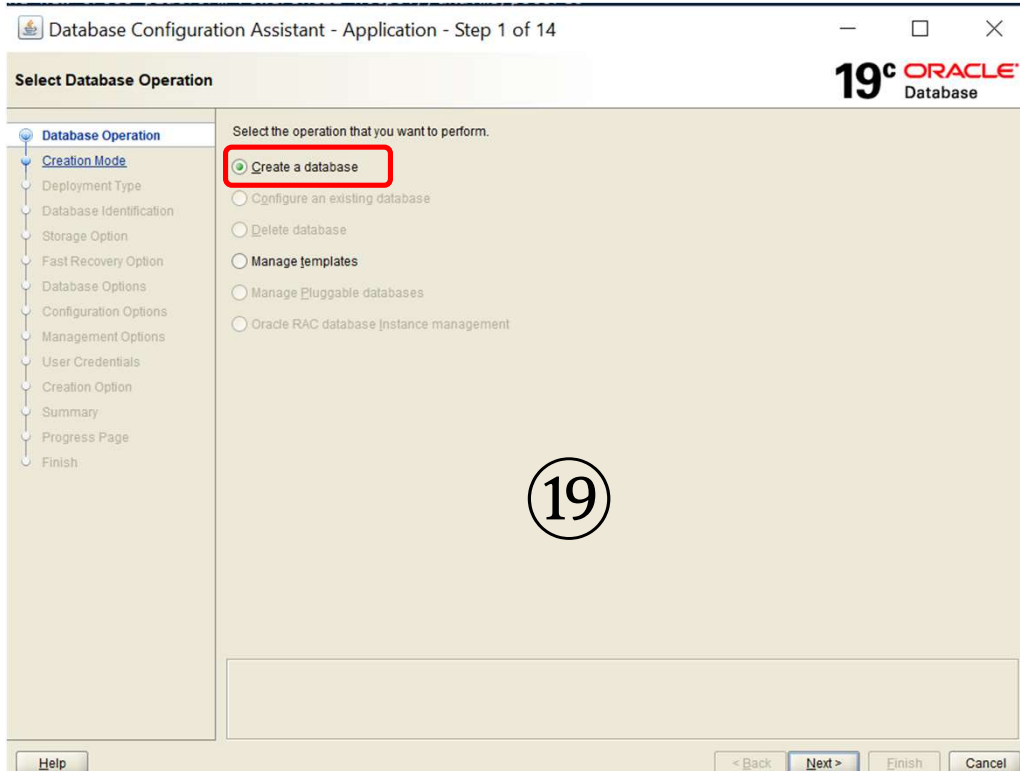 Database Configuration Assistant - Application - Step 1 of 14
Select Database Operation
19c ORACLE
Database
Database Operation
Creation Mode
Deployment Type
Database Identification
Storage Option
Fast Recovery Option
Database Options
Configuration Options
Management Options
User Credentials
Creation Option
Summary
Progress Page
Finish
Select the operation that you want to perform.
Create a database
Configure an existing database
Delete database
Manage templates
Manage Pluggable databases
Oracle RAC database Instance management
⑲
Help
< Back
Next >
Finish
Cancel